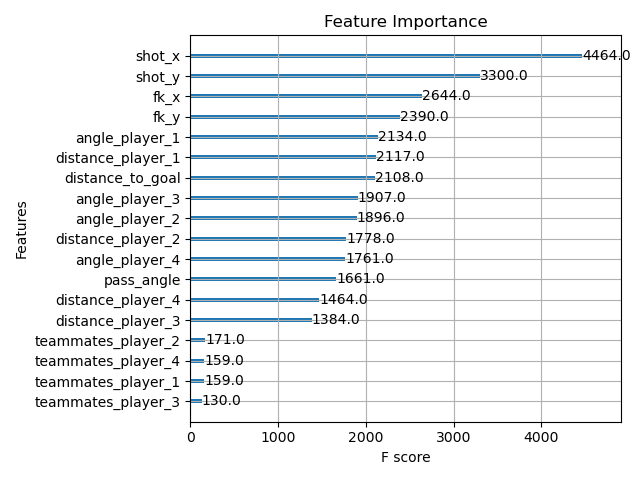 Feature Importance
shot_x 4464.0
shot_y 3300.0
fk_x 2644.0
fk_y 2390.0
angle_player_1 2134.0
distance_player_1 2117.0
distance_to_goal 2108.0
angle_player_3 1907.0
angle_player_2 1896.0
distance_player_2 1778.0
angle_player_4 1761.0
pass_angle 1661.0
distance_player_4 1464.0
distance_player_3 1384.0
teammates_player_2 171.0
teammates_player_4 159.0
teammates_player_1 159.0
teammates_player_3 130.0
Features
0 1000 2000 3000 4000
F score